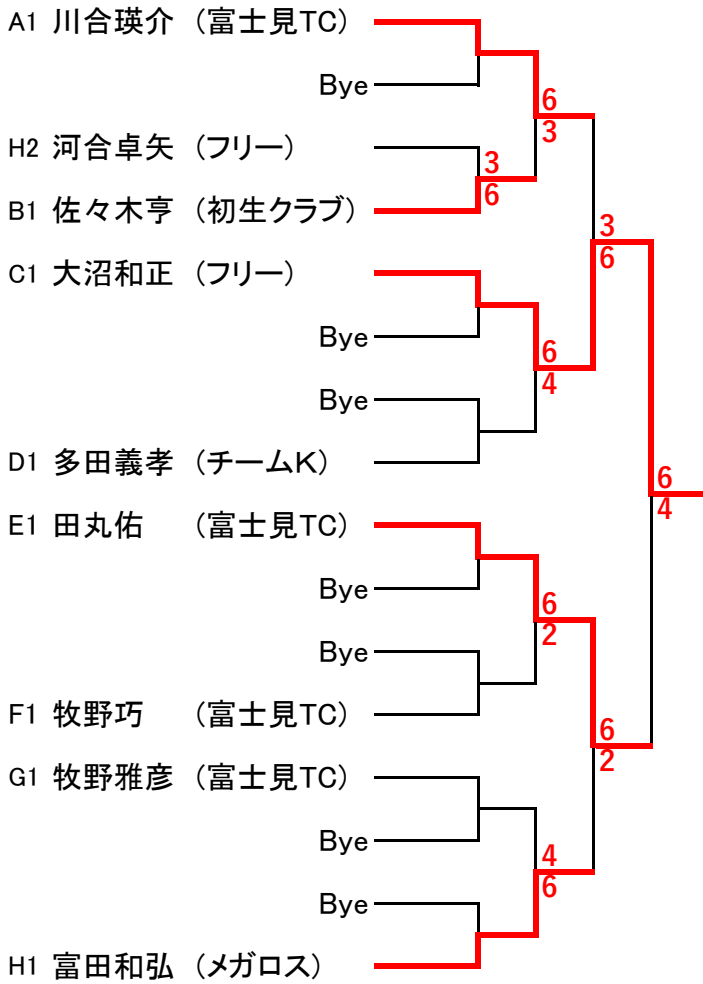 A1 川合瑛介 (富士見TC)
Bye
6
3
H2 河合卓矢 (フリー)
3
6
B1 佐々木亨 (初生クラブ)
3
6
C1 大沼和正 (フリー)
Bye
6
4
Bye
D1 多田義孝 (チームK)
6
4
E1 田丸佑 (富士見TC)
Bye
6
2
Bye
F1 牧野巧 (富士見TC)
6
2
G1 牧野雅彦 (富士見TC)
Bye
4
6
Bye
H1 富田和弘 (メガロス)